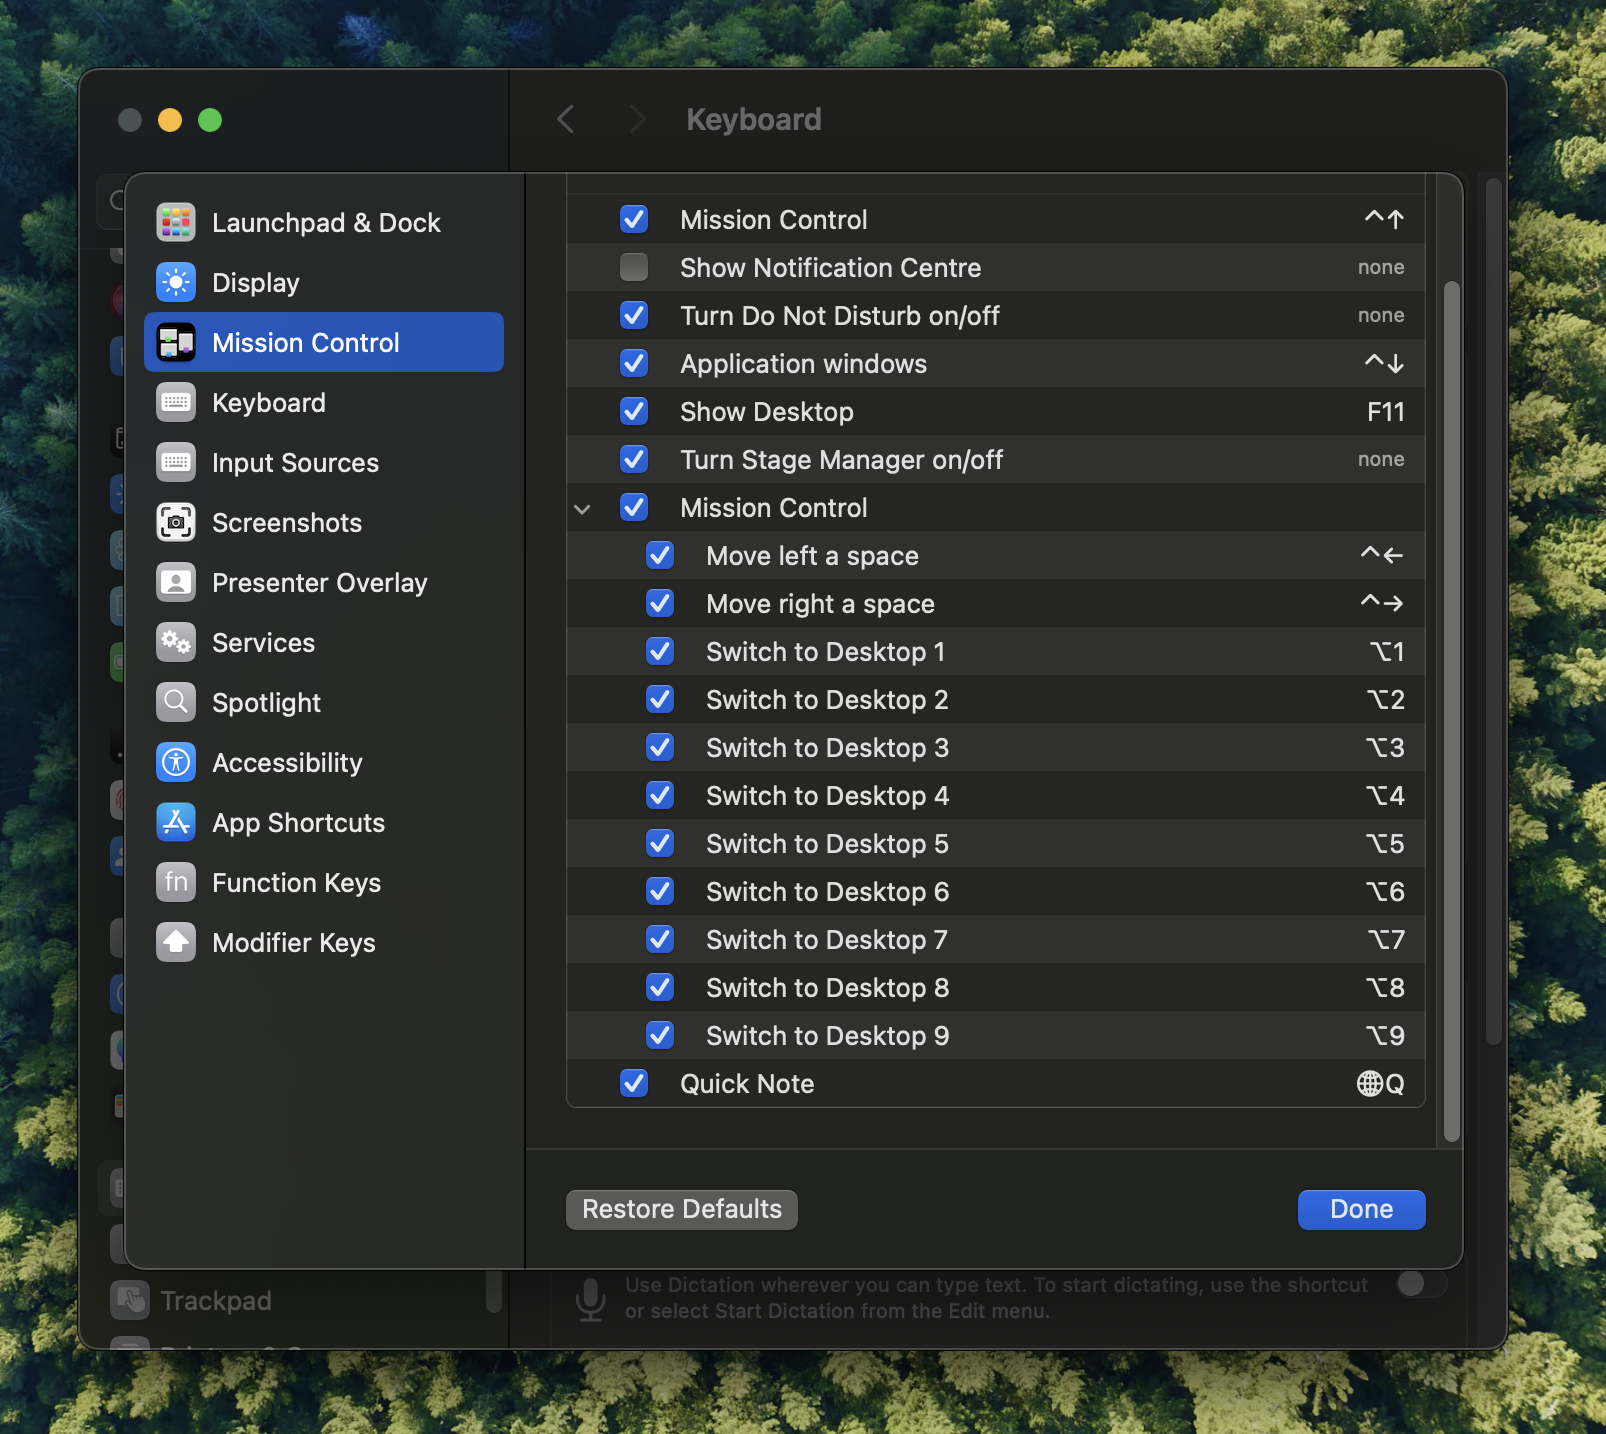 Keyboard
Launchpad & Dock
Display
Mission Control
Keyboard
Input Sources
Screenshots
Presenter Overlay
Services
Spotlight
Accessibility
App Shortcuts
fn Function Keys
Modifier Keys
Mission Control ^↑
Show Notification Centre none
Turn Do Not Disturb on/off none
Application windows ^↓
Show Desktop F11
Turn Stage Manager on/off none
Mission Control
Move left a space ^←
Move right a space ^→
Switch to Desktop 1 ⌥1
Switch to Desktop 2 ⌥2
Switch to Desktop 3 ⌥3
Switch to Desktop 4 ⌥4
Switch to Desktop 5 ⌥5
Switch to Desktop 6 ⌥6
Switch to Desktop 7 ⌥7
Switch to Desktop 8 ⌥8
Switch to Desktop 9 ⌥9
Quick Note 🌐Q
Restore Defaults
Done
Trackpad
Use Dictation wherever you can type text. To start dictating, use the shortcut
or select Start Dictation from the Edit menu.